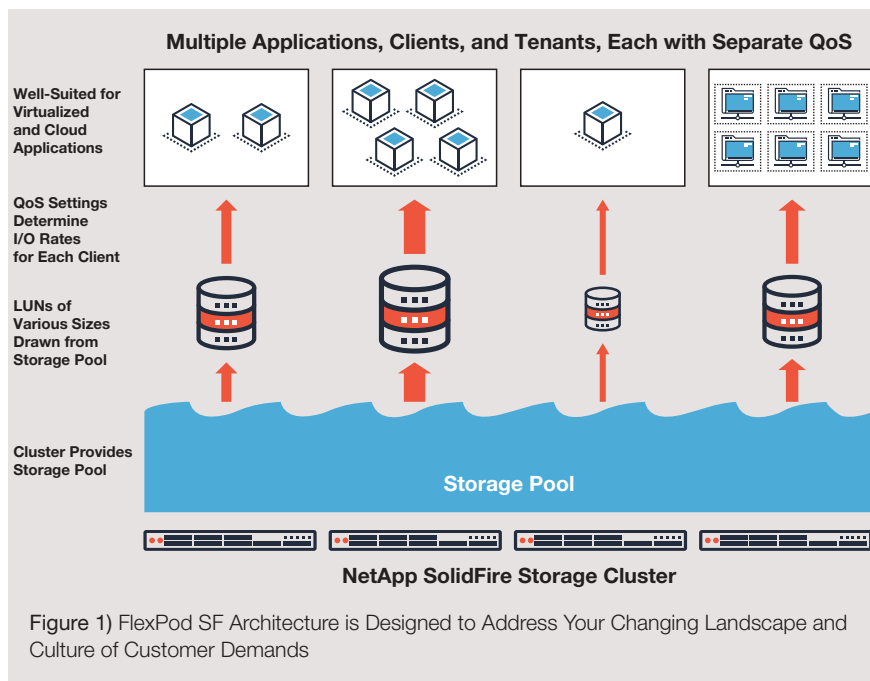 Multiple Applications, Clients, and Tenants, Each with Separate QoS
Well-Suited for
Virtualized
and Cloud
Applications
QoS Settings
Determine
I/O Rates
for Each Client
LUNs of
Various Sizes
Drawn from
Storage Pool
Cluster Provides
Storage Pool
Storage Pool
NetApp SolidFire Storage Cluster
Figure 1) FlexPod SF Architecture is Designed to Address Your Changing Landscape and
Culture of Customer Demands